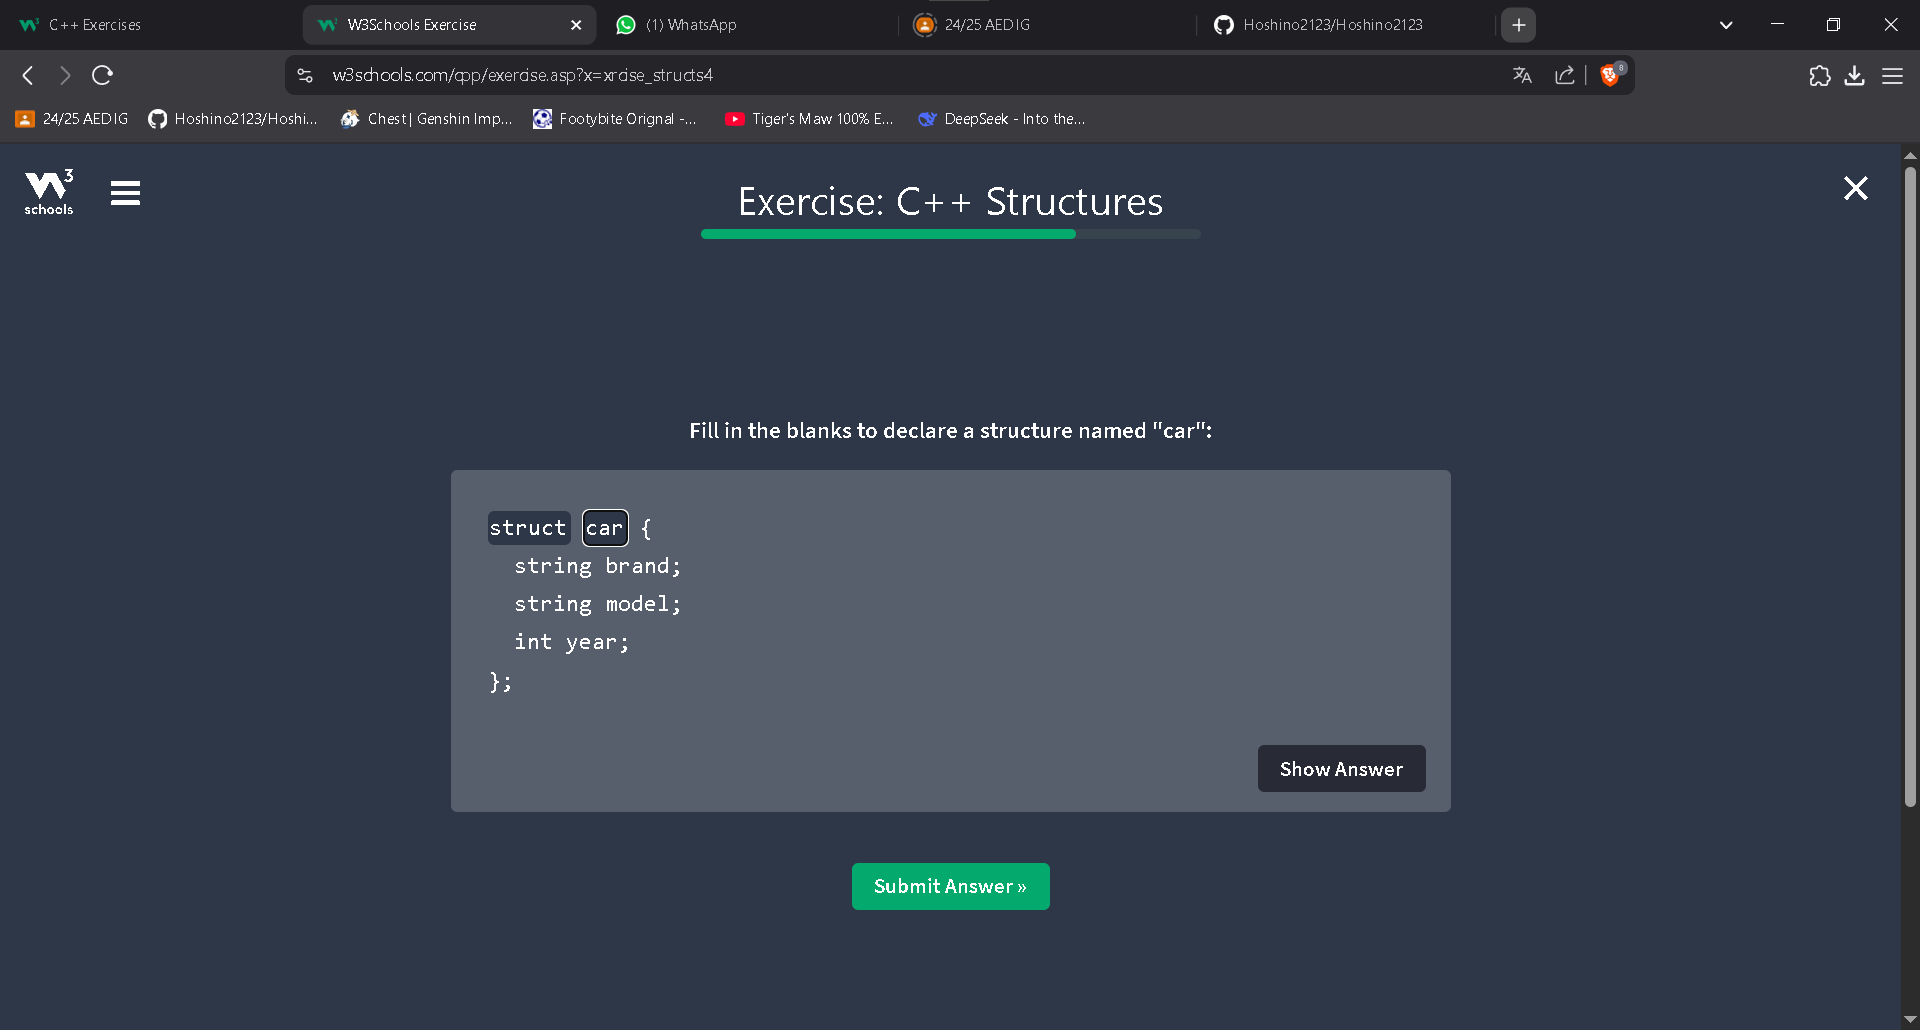 C++ Exercises
W3Schools Exercise
(1) WhatsApp
24/25 AEDIG
Hoshino2123/Hoshino2123
w3schools.com/cpp/exercise.asp?x=xrcise_structs4
24/25 AEDIG
Hoshino2123/Hoshi...
Chest | Genshin Imp...
Footybite Orignal -...
Tiger's Maw 100% E...
DeepSeek - Into the...
W3
schools
Exercise: C++ Structures
Fill in the blanks to declare a structure named "car":
struct car {
string brand;
string model;
int year;
};
Show Answer
Submit Answer »